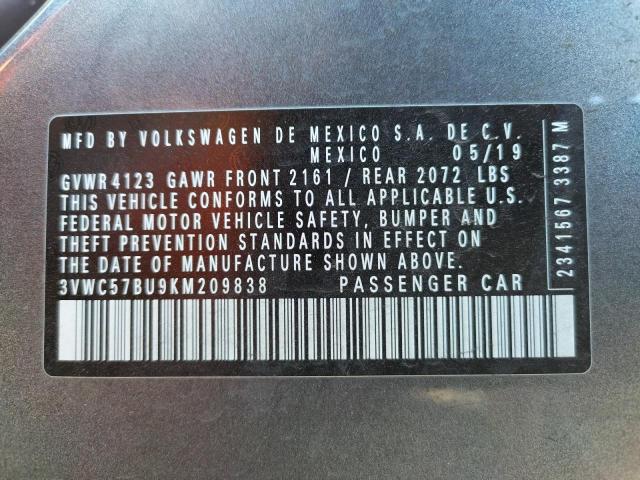 MFD BY VOLKSWAGEN DE MEXICO S.A. DE C.V.
MEXICO 05/19
GVWR 4123 GAWR FRONT 2161 / REAR 2072 LBS
THIS VEHICLE CONFORMS TO ALL APPLICABLE U.S.
FEDERAL MOTOR VEHICLE SAFETY, BUMPER AND
THEFT PREVENTION STANDARDS IN EFFECT ON
THE DATE OF MANUFACTURE SHOWN ABOVE.
3VWC57BU9KM209838 PASSENGER CAR
2341567 3387 M